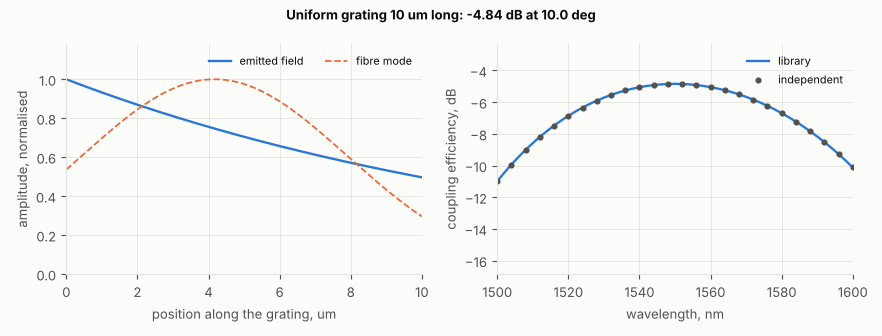 Uniform grating 10 um long: -4.84 dB at 10.0 deg
emitted field
fibre mode
amplitude, normalised
1.0
0.8
0.6
0.4
0.2
0.0
0 2 4 6 8 10
position along the grating, um
library
independent
coupling efficiency, dB
−4
−6
−8
−10
−12
−14
−16
1500 1520 1540 1560 1580 1600
wavelength, nm